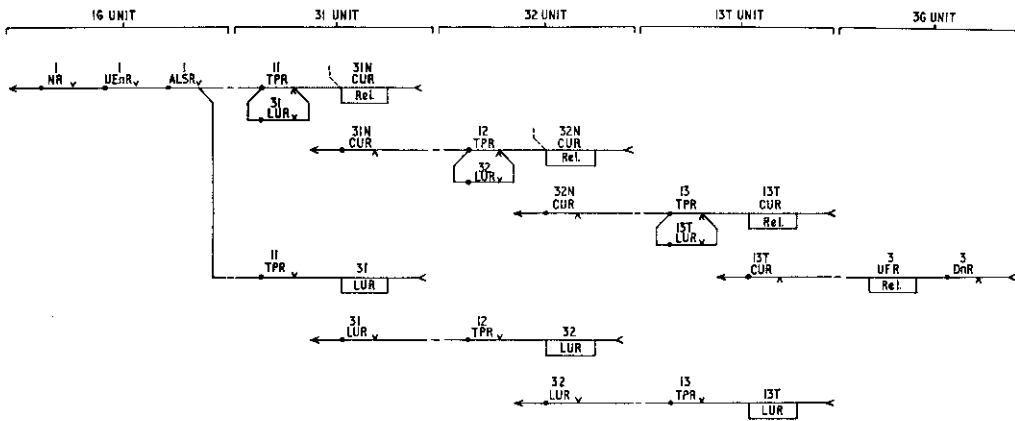 1G UNIT 31 UNIT 32 UNIT 13T UNIT 3G UNIT
1 1 1 11 31N
NR UEnR ALSR TPR CUR
Rel.
31
LUR
31N 12 32N
CUR TPR CUR
Rel.
32
LUR
32N 13 13T
CUR TPR CUR
Rel.
13T
LUR
11 31
TPR LUR
13T 3 3
CUR UFR DnR
Rel.
31 12 32
LUR TPR LUR
32 13 13T
LUR TPR LUR